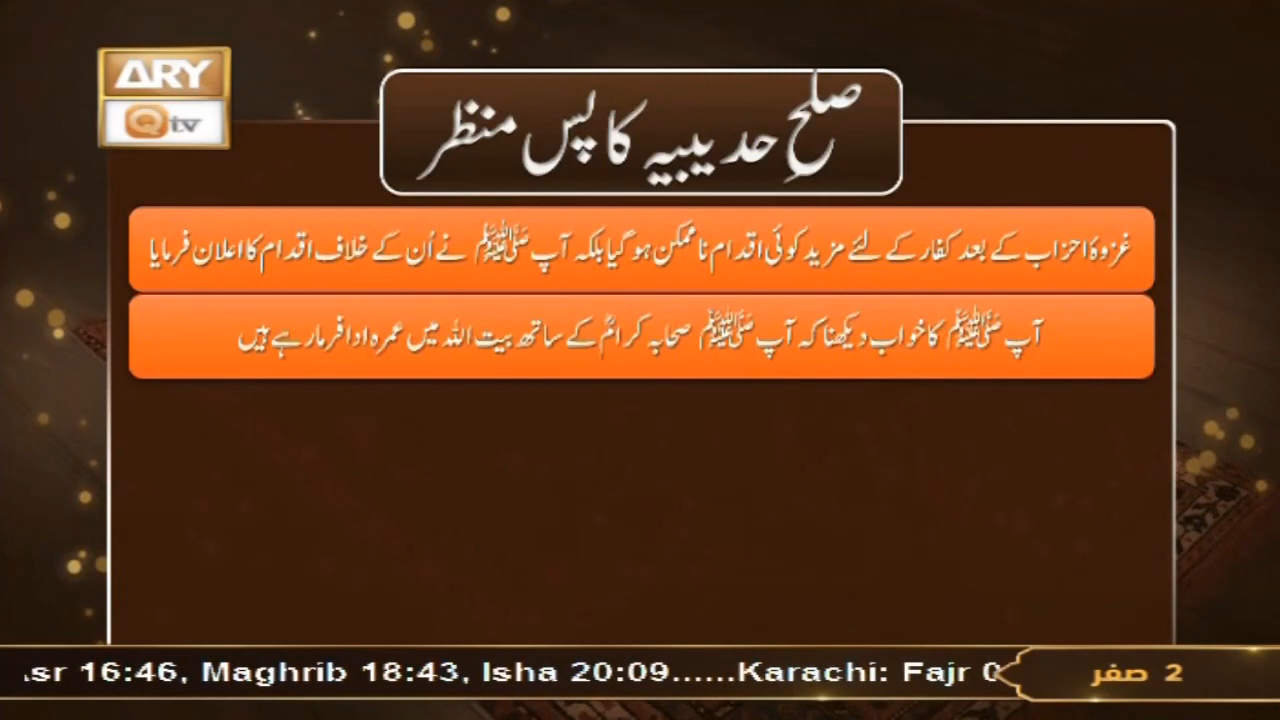 ARY
Qtv
صلحِ حدیبیہ کا پس منظر
غزوۂ احزاب کے بعد کفار کے لئے مزید کوئی اقدام ناممکن ہو گیا بلکہ آپ ﷺ نے اُن کے خلاف اقدام کا اعلان فرمایا
آپ ﷺ کا خواب دیکھنا کہ آپ ﷺ صحابہ کرامؓ کے ساتھ بیت اللہ میں عمرہ ادا فرما رہے ہیں
sr 16:46, Maghrib 18:43, Isha 20:09......Karachi: Fajr 0
2 صفر